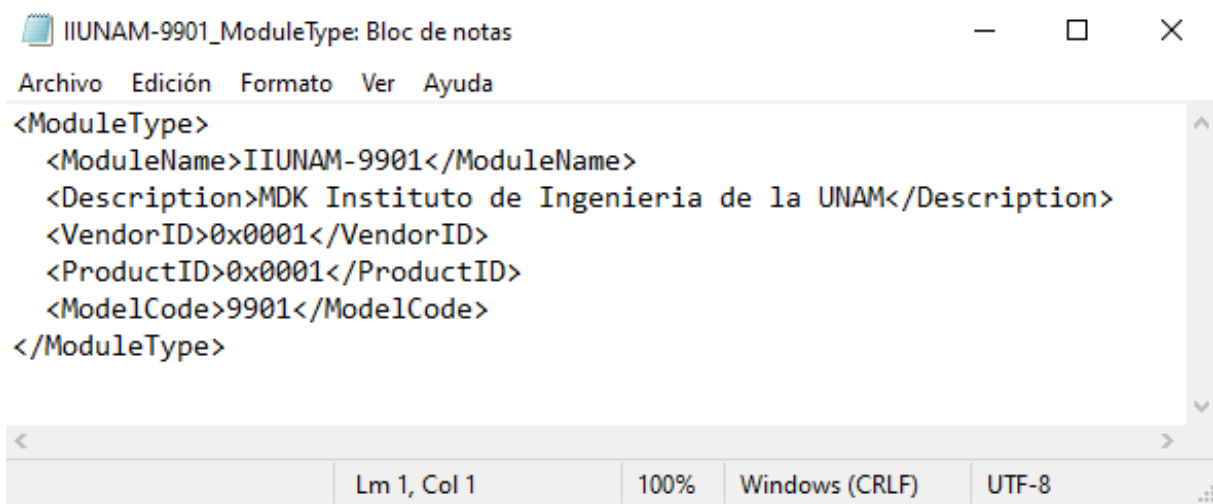 IIUNAM-9901_ModuleType: Bloc de notas
Archivo Edición Formato Ver Ayuda
<ModuleType>
  <ModuleName>IIUNAM-9901</ModuleName>
  <Description>MDK Instituto de Ingenieria de la UNAM</Description>
  <VendorID>0x0001</VendorID>
  <ProductID>0x0001</ProductID>
  <ModelCode>9901</ModelCode>
</ModuleType>
Lm 1, Col 1 100% Windows (CRLF) UTF-8